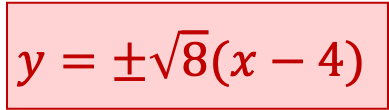 y = ±√8(x − 4)